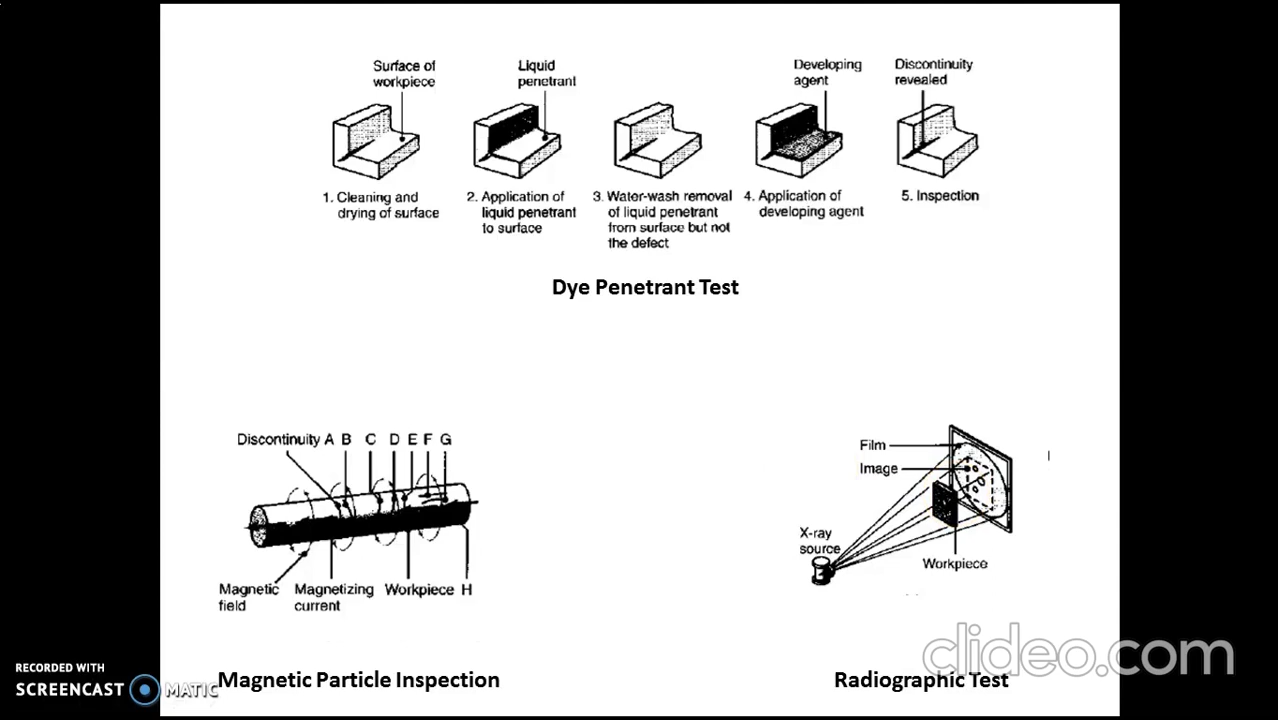 Surface of
workpiece
Liquid
penetrant
Developing
agent
Discontinuity
revealed
1. Cleaning and
drying of surface
2. Application of
liquid penetrant
to surface
3. Water-wash removal
of liquid penetrant
from surface but not
the defect
4. Application of
developing agent
5. Inspection
Dye Penetrant Test
Discontinuity A B C D E F G
Magnetic
field
Magnetizing
current
Workpiece H
Magnetic Particle Inspection
Film
Image
X-ray
source
Workpiece
Radiographic Test
clideo.com
RECORDED WITH
SCREENCAST MATIC